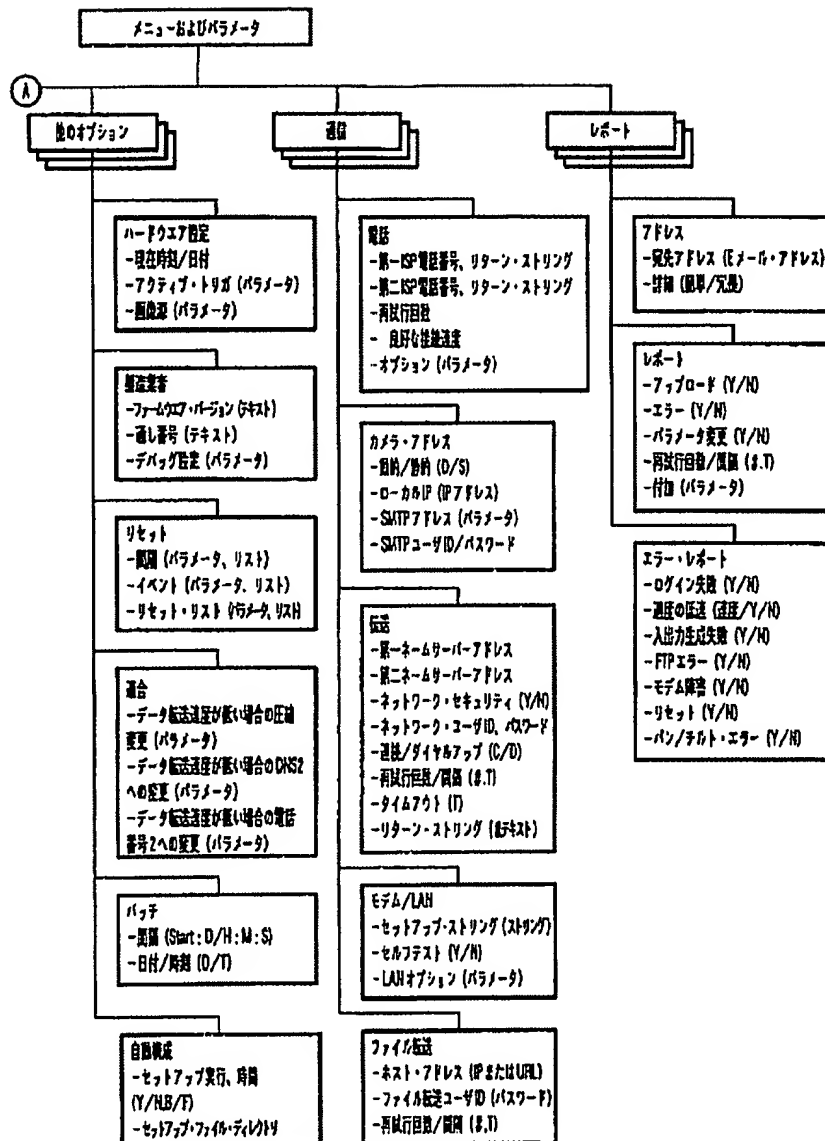 メニューおよびパラメータ
A
他のオプション
通信
レポート
ハードウエア設定
-現在時刻/日付
-アクティブ・トリガ (パラメータ)
-画像源 (パラメータ)
製造業者
-ファームウエア・バージョン (テキスト)
-通し番号 (テキスト)
-デバッグ設定 (パラメータ)
リセット
-間隔 (パラメータ、リスト)
-イベント (パラメータ、リスト)
-リセット・リスト (パラメータ、リスト)
適合
-データ転送速度が低い場合の圧縮
変更 (パラメータ)
-データ転送速度が低い場合のDNS2
への変更 (パラメータ)
-データ転送速度が低い場合の電話
番号2への変更 (パラメータ)
バッチ
-間隔 (Start:D/H:M:S)
-日付/時刻 (D/T)
自動構成
-セットアップ実行、時間
(Y/N,B/F)
-セットアップ・ファイル・ディレクトリ
電話
-第一ISP電話番号、リターン・ストリング
-第二ISP電話番号、リターン・ストリング
-再試行回数
- 良好な接続速度
-オプション (パラメータ)
カメラ・アドレス
-動的/静的 (D/S)
-ローカルIP (IPアドレス)
-SMTPアドレス (パラメータ)
-SMTPユーザID/パスワード
伝送
-第一ネームサーバーアドレス
-第二ネームサーバーアドレス
-ネットワーク・セキュリティ (Y/N)
-ネットワーク・ユーザID、パスワード
-連接/ダイヤルアップ (C/D)
-再試行回数/間隔 (#,T)
-タイムアウト (T)
-リターン・ストリング (テキスト)
モデム/LAN
-セットアップ・ストリング (ストリング)
-セルフテスト (Y/N)
-LANオプション (パラメータ)
ファイル転送
-ホスト・アドレス (IPまたはURL)
-ファイル転送ユーザID (パスワード)
-再試行回数/間隔 (#,T)
アドレス
-宛先アドレス (Eメール・アドレス)
-詳細 (簡単/冗長)
レポート
-アップロード (Y/N)
-エラー (Y/N)
-パラメータ変更 (Y/N)
-再試行回数/間隔 (#,T)
-付加 (パラメータ)
エラー・レポート
-ログイン失敗 (Y/N)
-速度の低速 (速度/Y/N)
-入出力生成失敗 (Y/N)
-FTPエラー (Y/N)
-モデム障害 (Y/N)
-リセット (Y/N)
-パン/チルト・エラー (Y/N)